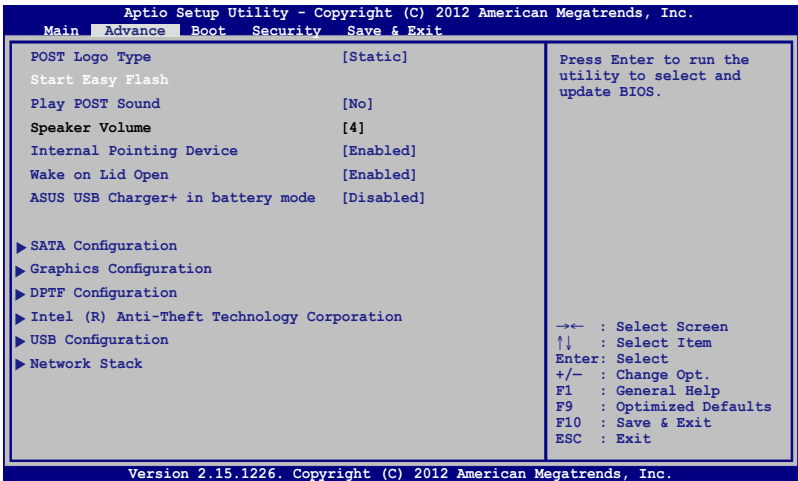 Aptio Setup Utility - Copyright (C) 2012 American Megatrends, Inc.
Main Advance Boot Security Save & Exit
POST Logo Type [Static]
Start Easy Flash
Play POST Sound [No]
Speaker Volume [4]
Internal Pointing Device [Enabled]
Wake on Lid Open [Enabled]
ASUS USB Charger+ in battery mode [Disabled]
SATA Configuration
Graphics Configuration
DPTF Configuration
Intel (R) Anti-Theft Technology Corporation
USB Configuration
Network Stack
Press Enter to run the
utility to select and
update BIOS.
→← : Select Screen
↑↓ : Select Item
Enter: Select
+/— : Change Opt.
F1 : General Help
F9 : Optimized Defaults
F10 : Save & Exit
ESC : Exit
Version 2.15.1226. Copyright (C) 2012 American Megatrends, Inc.